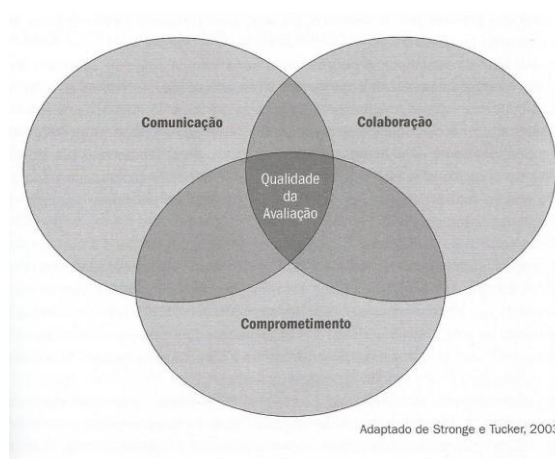 Comunicação
Colaboração
Qualidade
da
Avaliação
Comprometimento
Adaptado de Stronge e Tucker, 2003